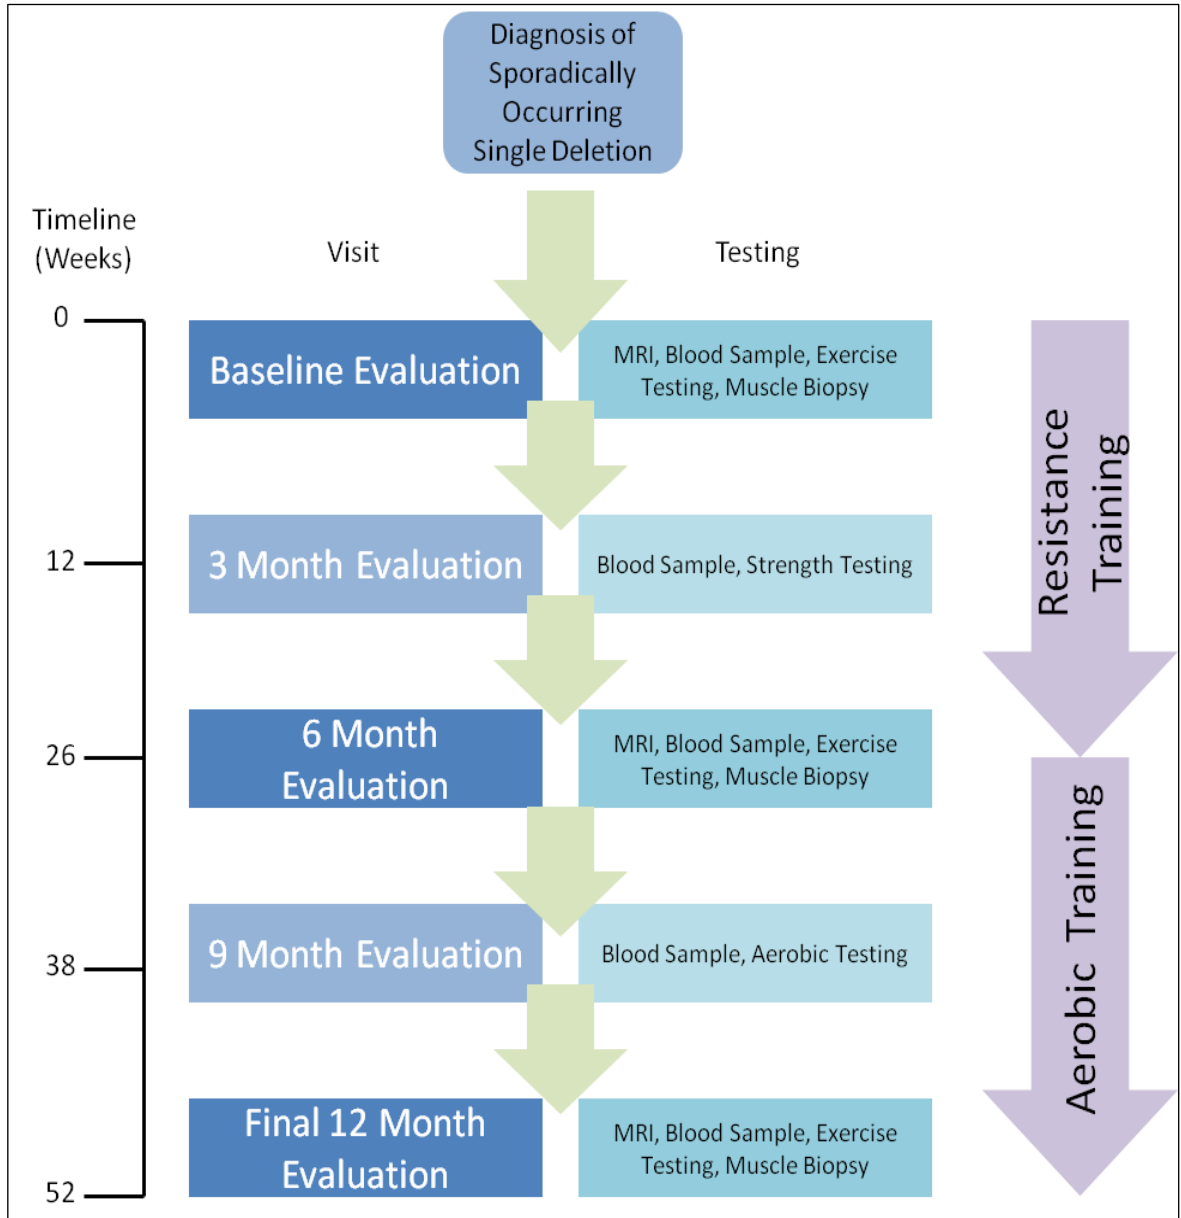 Diagnosis of
Sporadically
Occurring
Single Deletion
Timeline
(Weeks)
Visit
Testing
0
Baseline Evaluation
MRI, Blood Sample, Exercise
Testing, Muscle Biopsy
12
3 Month Evaluation
Blood Sample, Strength Testing
Resistance
Training
26
6 Month
Evaluation
MRI, Blood Sample, Exercise
Testing, Muscle Biopsy
38
9 Month Evaluation
Blood Sample, Aerobic Testing
Aerobic Training
52
Final 12 Month
Evaluation
MRI, Blood Sample, Exercise
Testing, Muscle Biopsy